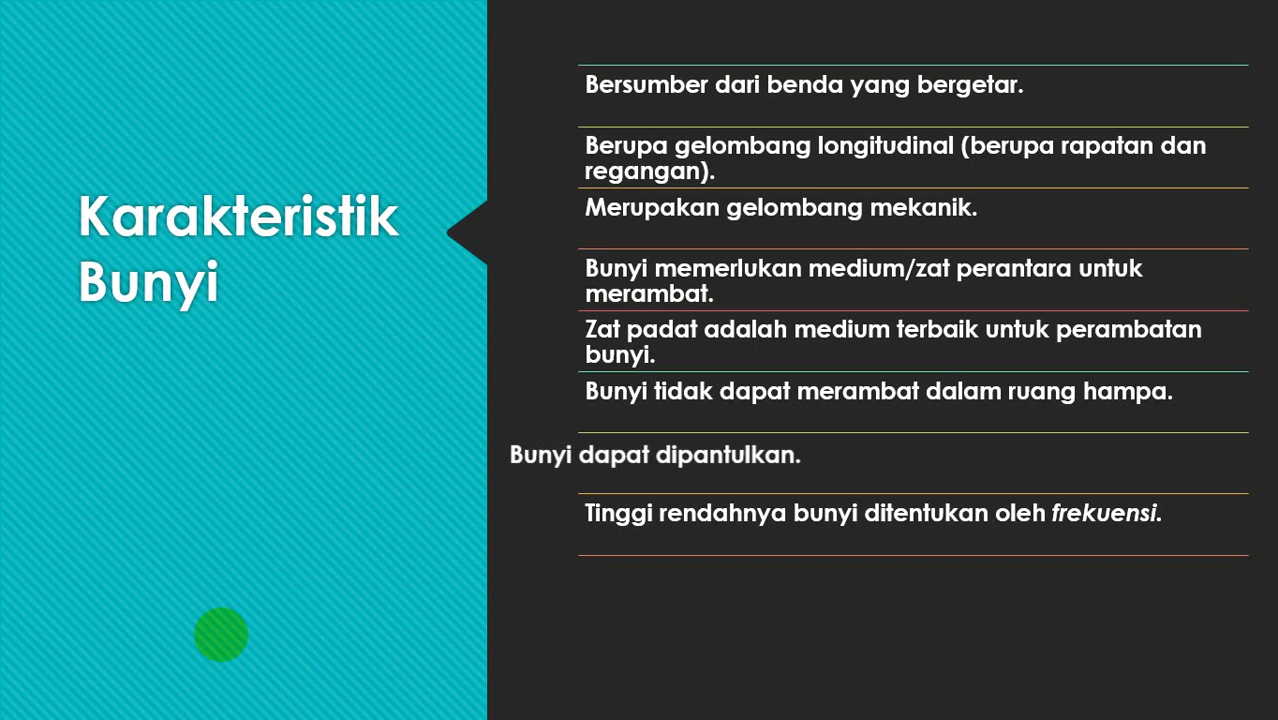 Karakteristik
Bunyi
Bersumber dari benda yang bergetar.
Berupa gelombang longitudinal (berupa rapatan dan
regangan).
Merupakan gelombang mekanik.
Bunyi memerlukan medium/zat perantara untuk
merambat.
Zat padat adalah medium terbaik untuk perambatan
bunyi.
Bunyi tidak dapat merambat dalam ruang hampa.
Bunyi dapat dipantulkan.
Tinggi rendahnya bunyi ditentukan oleh frekuensi.